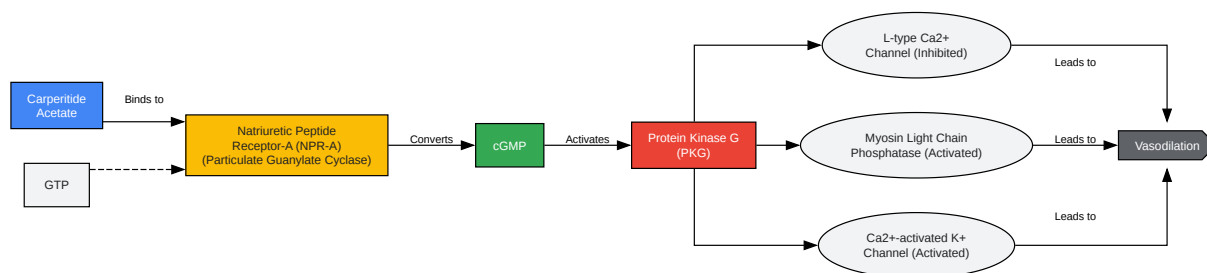 Carperitide
Acetate
Binds to
GTP
Natriuretic Peptide
Receptor-A (NPR-A)
(Particulate Guanylate Cyclase)
Converts
cGMP
Activates
Protein Kinase G
(PKG)
L-type Ca2+
Channel (Inhibited)
Leads to
Myosin Light Chain
Phosphatase (Activated)
Leads to
Ca2+-activated K+
Channel (Activated)
Leads to
Vasodilation